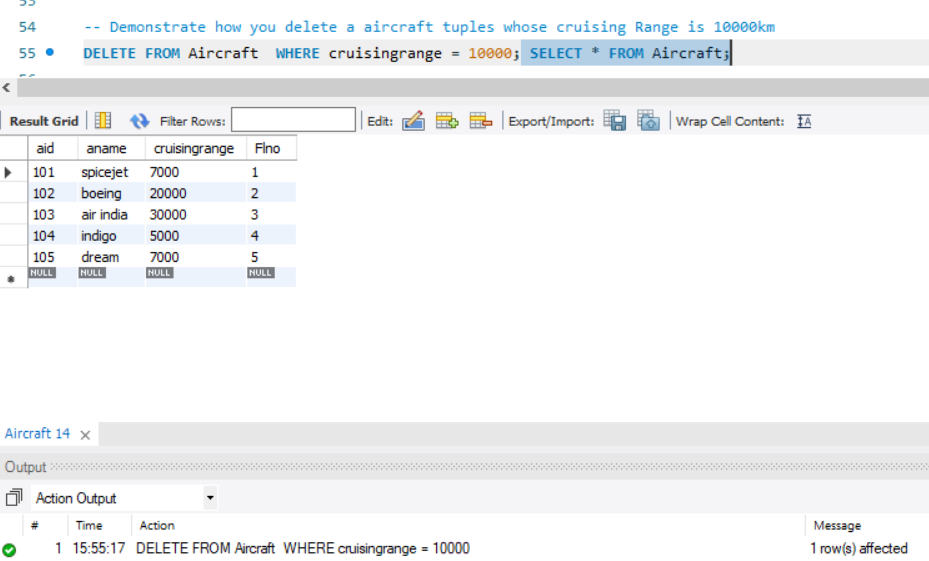 54 -- Demonstrate how you delete a aircraft tuples whose cruising Range is 10000km
55 DELETE FROM Aircraft  WHERE cruisingrange = 10000; SELECT * FROM Aircraft;
Result Grid Filter Rows: Edit: Export/Import: Wrap Cell Content: IA
aid aname cruisingrange Flno
101 spicejet 7000 1
102 boeing 20000 2
103 air india 30000 3
104 indigo 5000 4
105 dream 7000 5
NULL NULL NULL NULL
Aircraft 14
Output
Action Output
# Time Action Message
1 15:55:17 DELETE FROM Aircraft  WHERE cruisingrange = 10000 1 row(s) affected